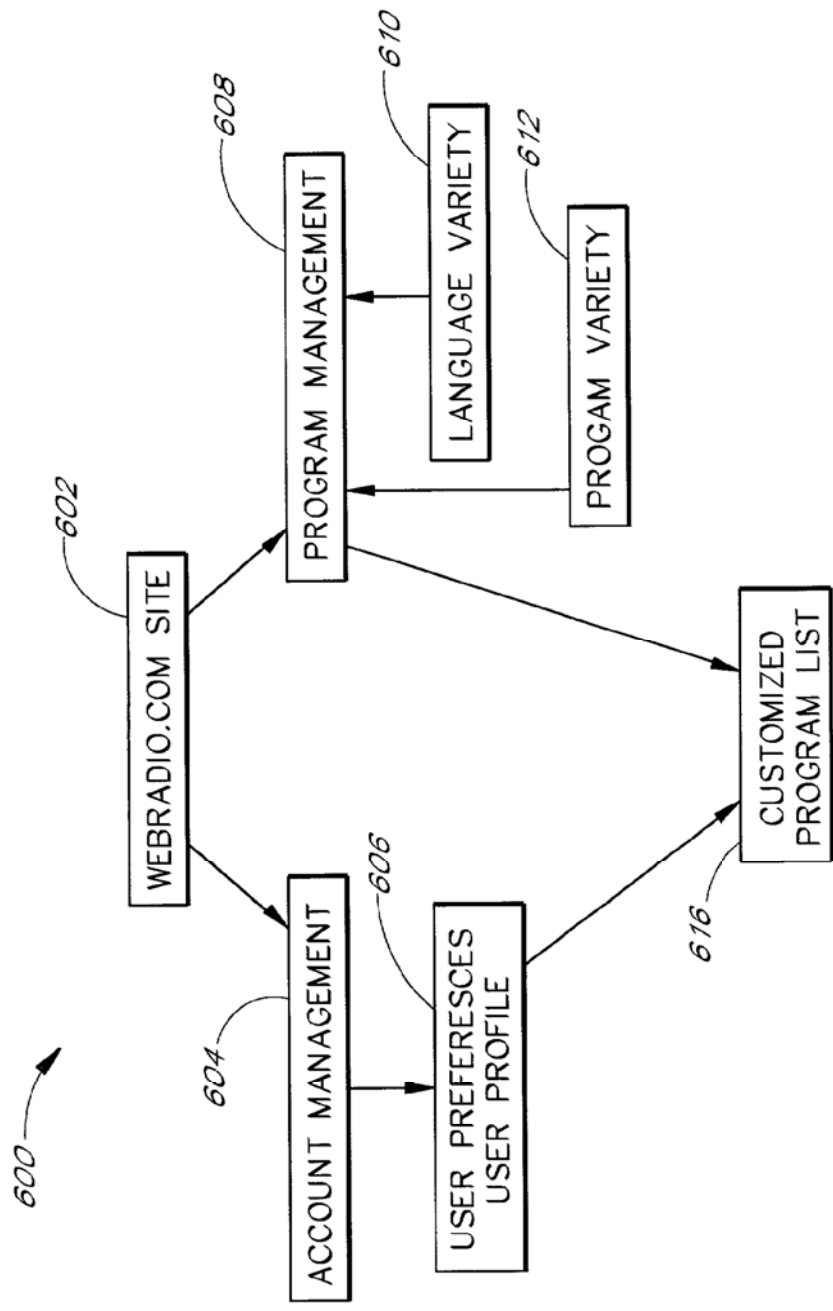 600
602
WEBRADIO.COM SITE
604
ACCOUNT MANAGEMENT
608
PROGRAM MANAGEMENT
606
USER PREFERESCES
USER PROFILE
610
LANGUAGE VARIETY
612
PROGAM VARIETY
616
CUSTOMIZED
PROGRAM LIST